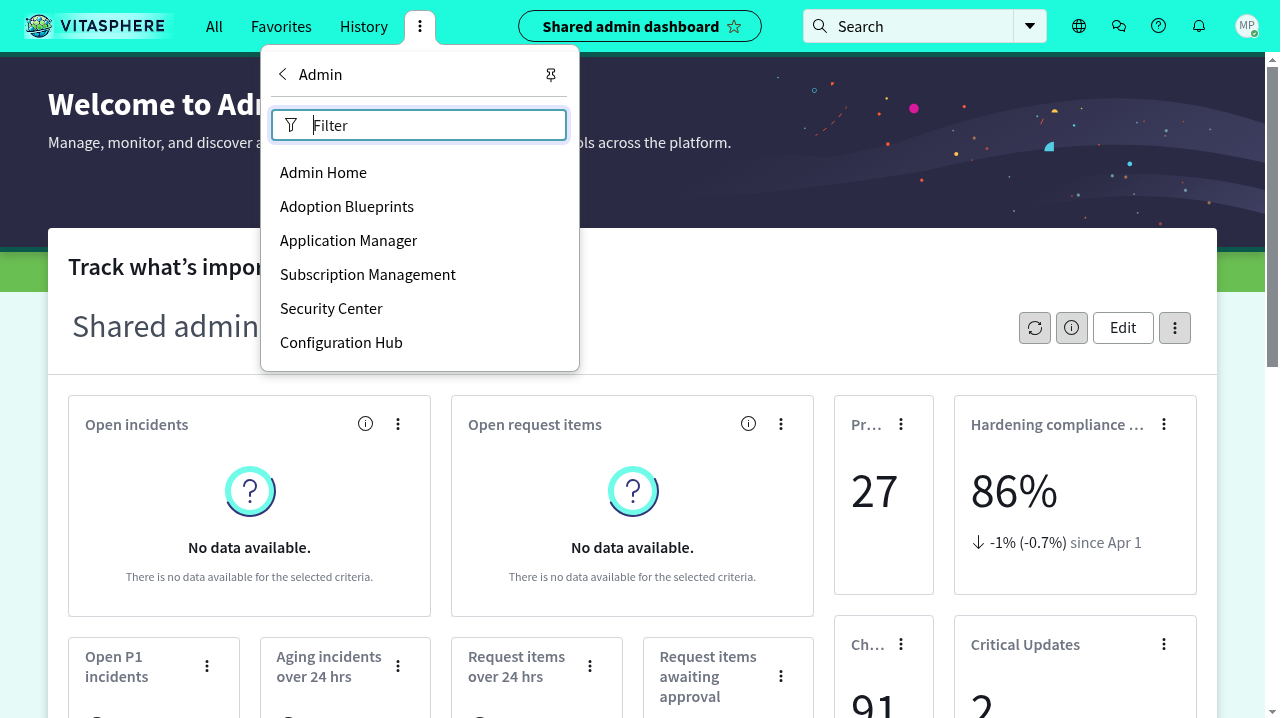 VITASPHERE
All
Favorites
History
Shared admin dashboard
Search
MP
Admin
Filter
Admin Home
Adoption Blueprints
Application Manager
Subscription Management
Security Center
Configuration Hub
Welcome to Adm
Manage, monitor, and discover a
ols across the platform.
Track what's impor
Shared admin
Edit
Open incidents
No data available.
There is no data available for the selected criteria.
Open request items
No data available.
There is no data available for the selected criteria.
Pr…
27
Hardening compliance …
86%
-1% (-0.7%) since Apr 1
Open P1
incidents
Aging incidents
over 24 hrs
Request items
over 24 hrs
Request items
awaiting
approval
Ch…
91
Critical Updates
2